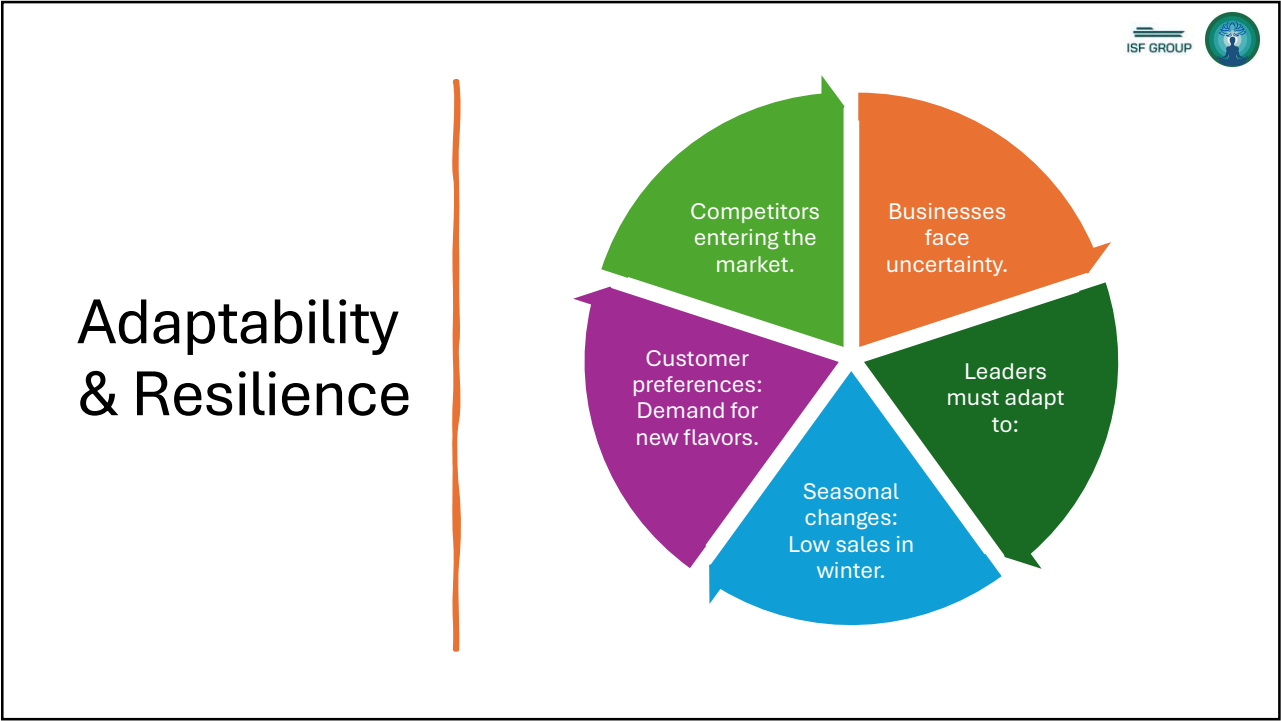 ISF GROUP
Adaptability
& Resilience
Businesses
face
uncertainty.
Leaders
must adapt
to:
Seasonal
changes:
Low sales in
winter.
Customer
preferences:
Demand for
new flavors.
Competitors
entering the
market.